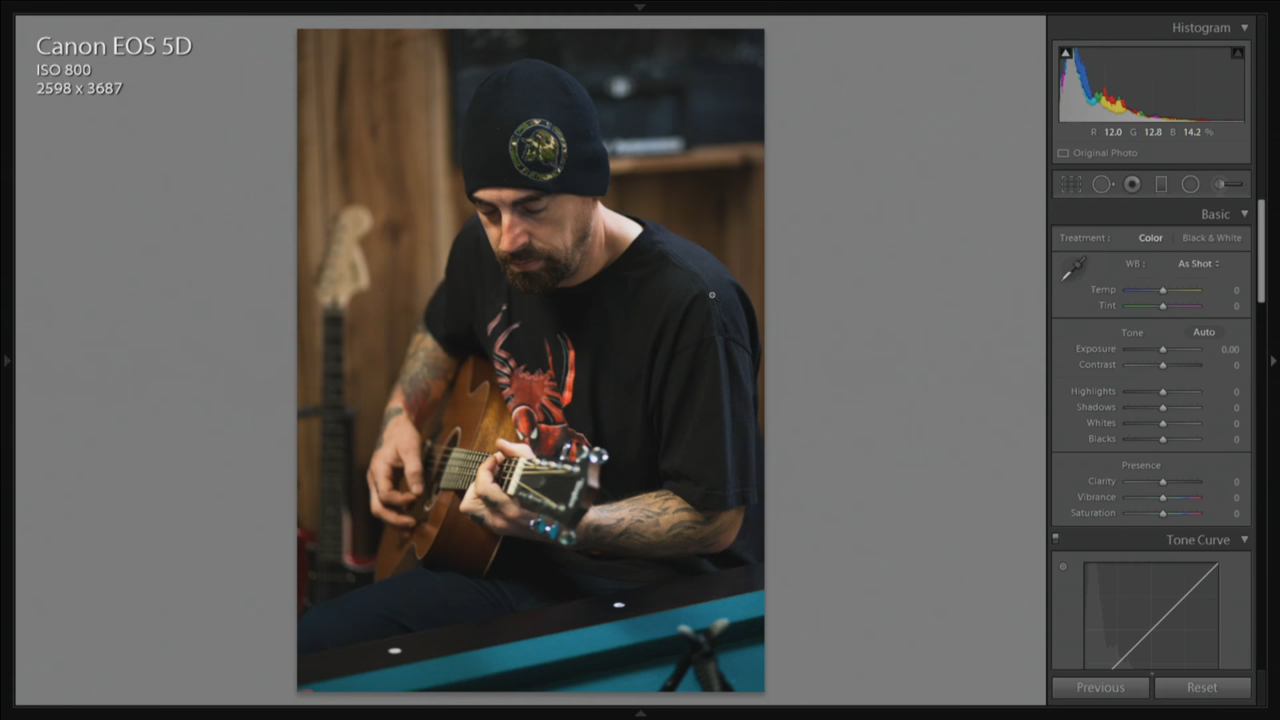 Canon EOS 5D
ISO 800
2598 x 3687
Histogram
R 12.0 G 12.8 B 14.2 %
Original Photo
Basic
Treatment : Color Black & White
WB : As Shot
Temp 0
Tint 0
Tone Auto
Exposure 0.00
Contrast 0
Highlights 0
Shadows 0
Whites 0
Blacks 0
Presence
Clarity 0
Vibrance 0
Saturation 0
Tone Curve
Previous Reset